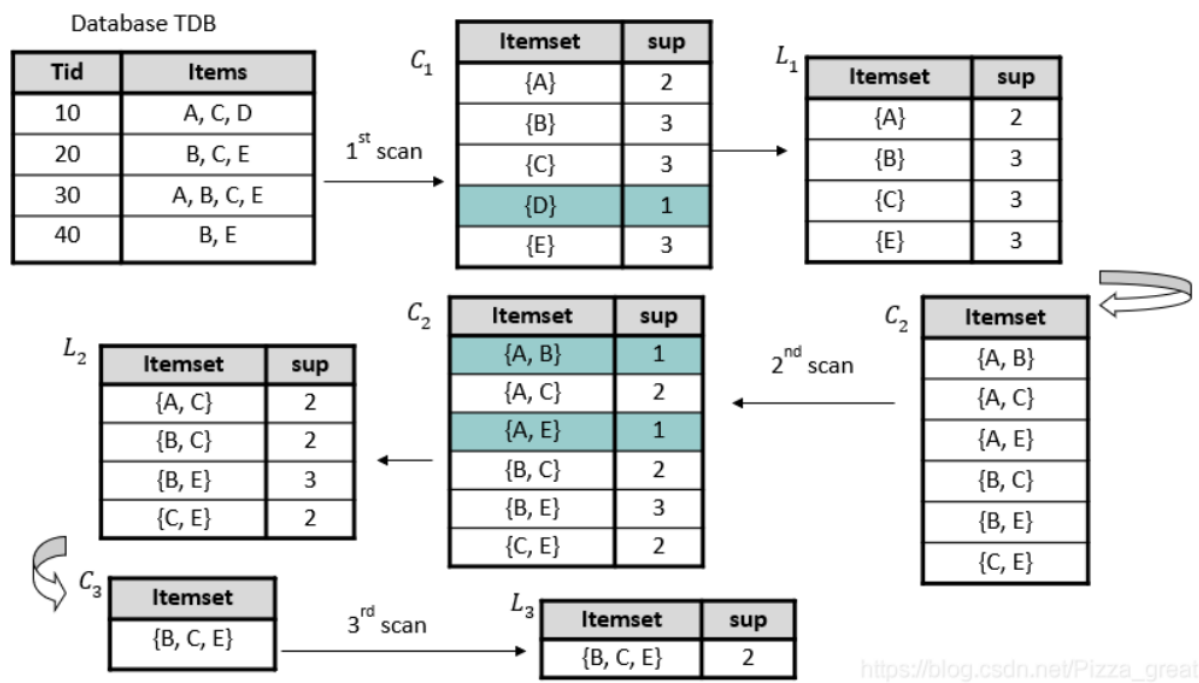 Database TDB
Tid Items
10 A, C, D
20 B, C, E
30 A, B, C, E
40 B, E
1st scan
C1
Itemset sup
{A} 2
{B} 3
{C} 3
{D} 1
{E} 3
L1
Itemset sup
{A} 2
{B} 3
{C} 3
{E} 3
C2
Itemset
{A, B}
{A, C}
{A, E}
{B, C}
{B, E}
{C, E}
2nd scan
C2
Itemset sup
{A, B} 1
{A, C} 2
{A, E} 1
{B, C} 2
{B, E} 3
{C, E} 2
L2
Itemset sup
{A, C} 2
{B, C} 2
{B, E} 3
{C, E} 2
C3
Itemset
{B, C, E}
3rd scan
L3
Itemset sup
{B, C, E} 2
https://blog.csdn.net/Pizza_great